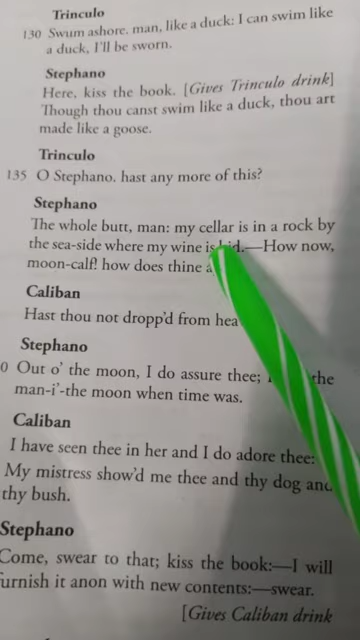 Trinculo
130 Swum ashore. man, like a duck: I can swim like
a duck, I'll be sworn.
Stephano
Here, kiss the book. [Gives Trinculo drink]
Though thou canst swim like a duck, thou art
made like a goose.
Trinculo
135 O Stephano. hast any more of this?
Stephano
The whole butt, man: my cellar is in a rock by
the sea-side where my wine is hid.—How now,
moon-calf! how does thine
Caliban
Hast thou not dropp'd from
Stephano
0 Out o' the moon, I do assure thee; the
man-i'-the moon when time was.
Caliban
I have seen thee in her and I do adore thee:
My mistress show'd me thee and thy dog and
thy bush.
Stephano
Come, swear to that; kiss the book:—I will
furnish it anon with new contents:—swear.
[Gives Caliban drink